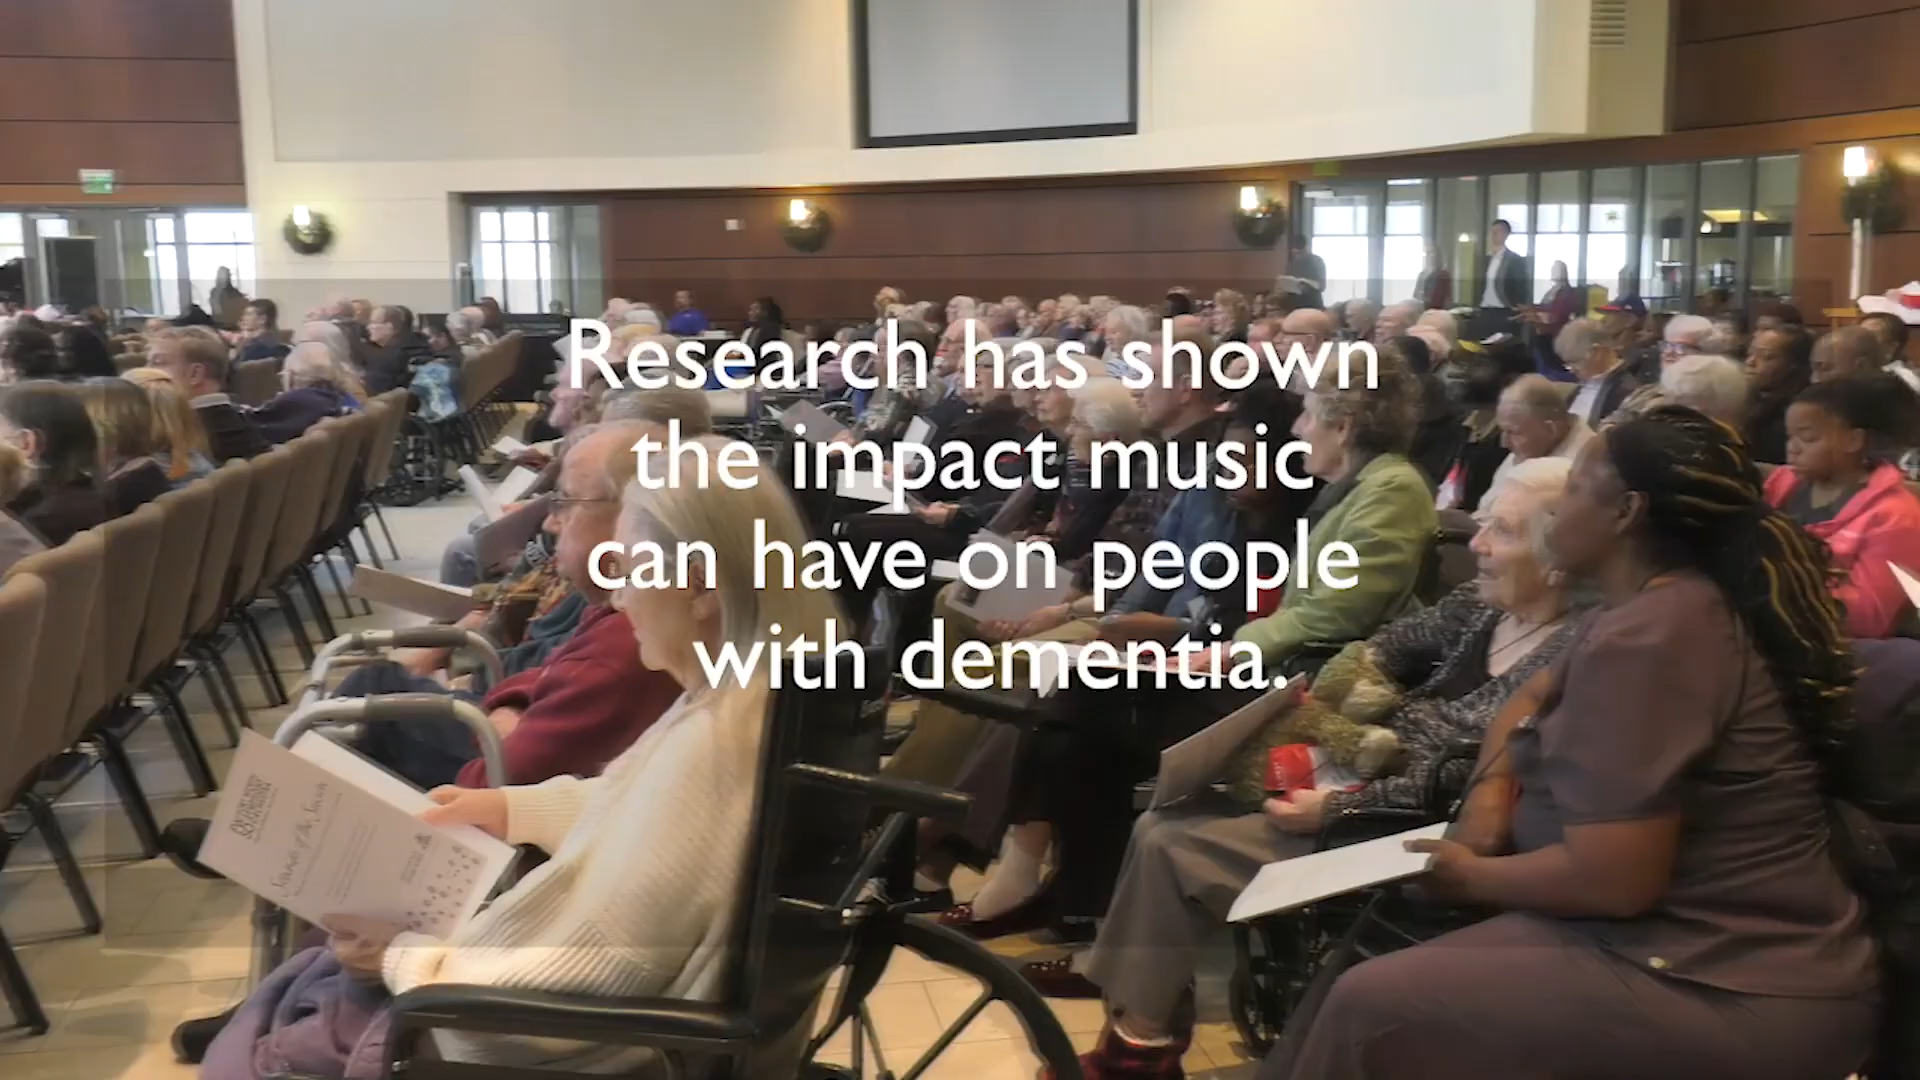 Research has shown
the impact music
can have on people
with dementia.